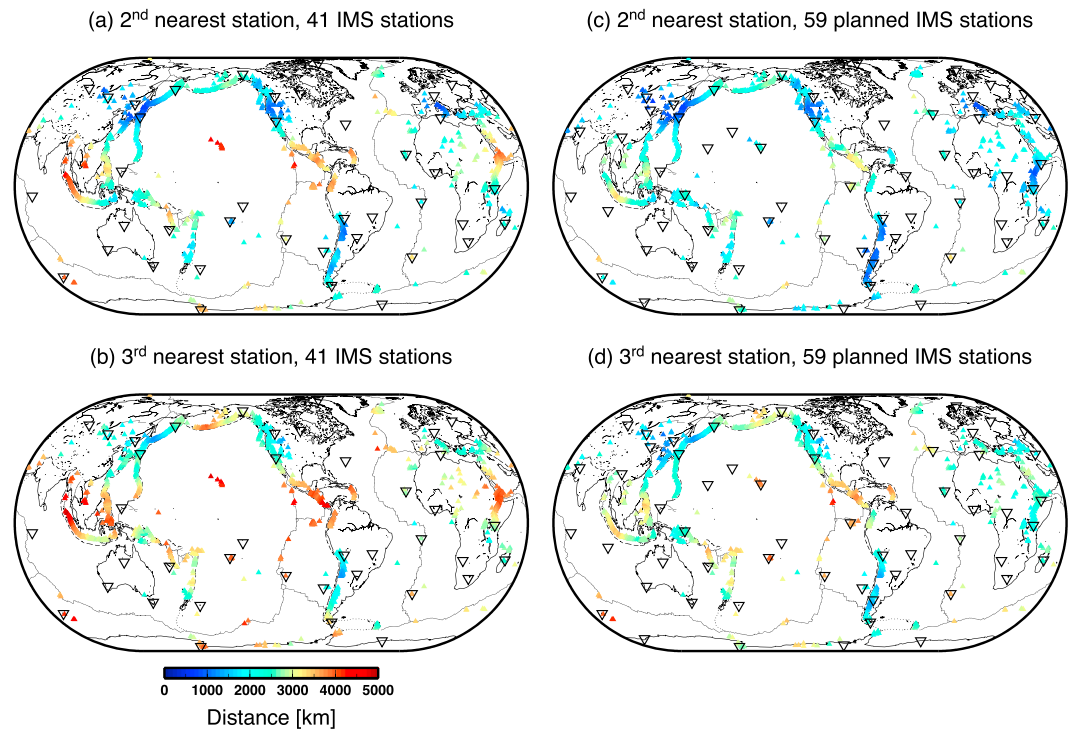 (a) 2nd nearest station, 41 IMS stations
(c) 2nd nearest station, 59 planned IMS stations
(b) 3rd nearest station, 41 IMS stations
(d) 3rd nearest station, 59 planned IMS stations
0 1000 2000 3000 4000 5000
Distance [km]